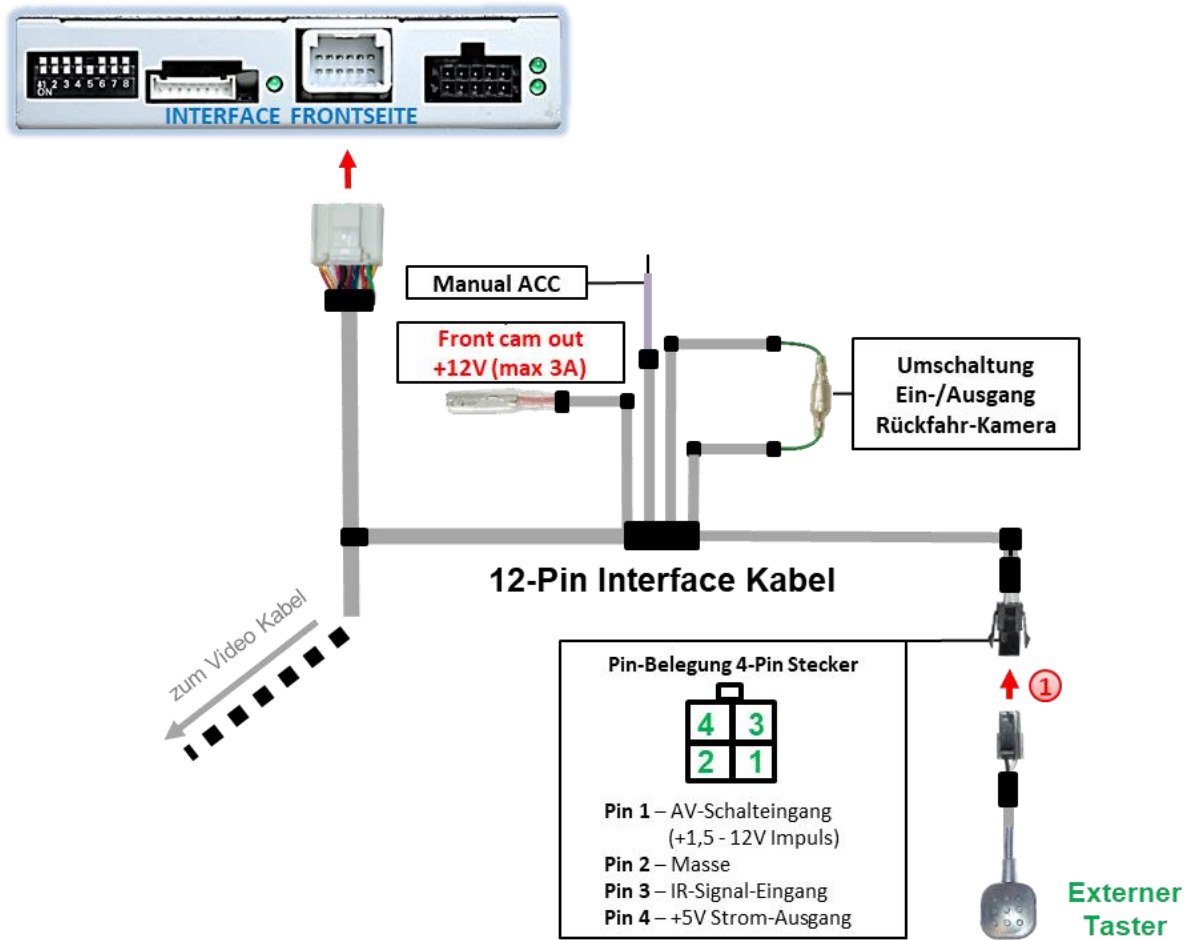 1 2 3 4 5 6 7 8
ON
INTERFACE FRONTSEITE
Manual ACC
Front cam out
+12V (max 3A)
Umschaltung
Ein-/Ausgang
Rückfahr-Kamera
12-Pin Interface Kabel
zum Video Kabel
Pin-Belegung 4-Pin Stecker
4 3
2 1
Pin 1 – AV-Schalteingang
(+1,5 - 12V Impuls)
Pin 2 – Masse
Pin 3 – IR-Signal-Eingang
Pin 4 – +5V Strom-Ausgang
1
Externer
Taster